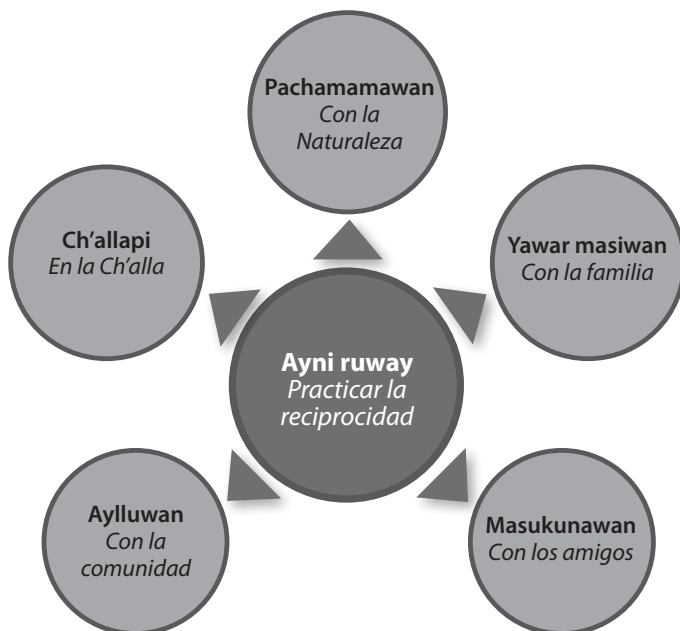 Pachamamawan
Con la
Naturaleza
Ch'allapi
En la Ch'alla
Yawar masiwan
Con la familia
Ayni ruway
Practicar la
reciprocidad
Aylluwan
Con la
comunidad
Masukunawan
Con los amigos